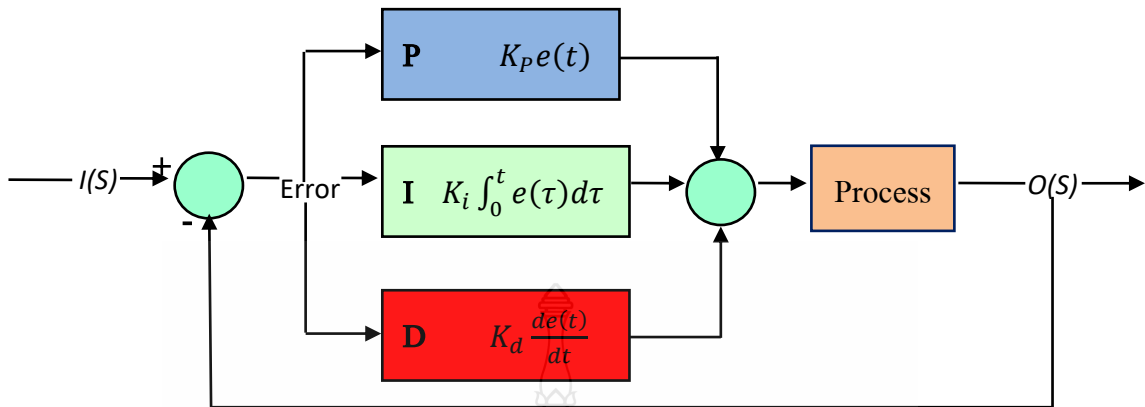 P K_P e(t)
I(S)
+
-
Error
I K_i ∫_0^t e(τ)dτ
Process
O(S)
D K_d de(t)/dt